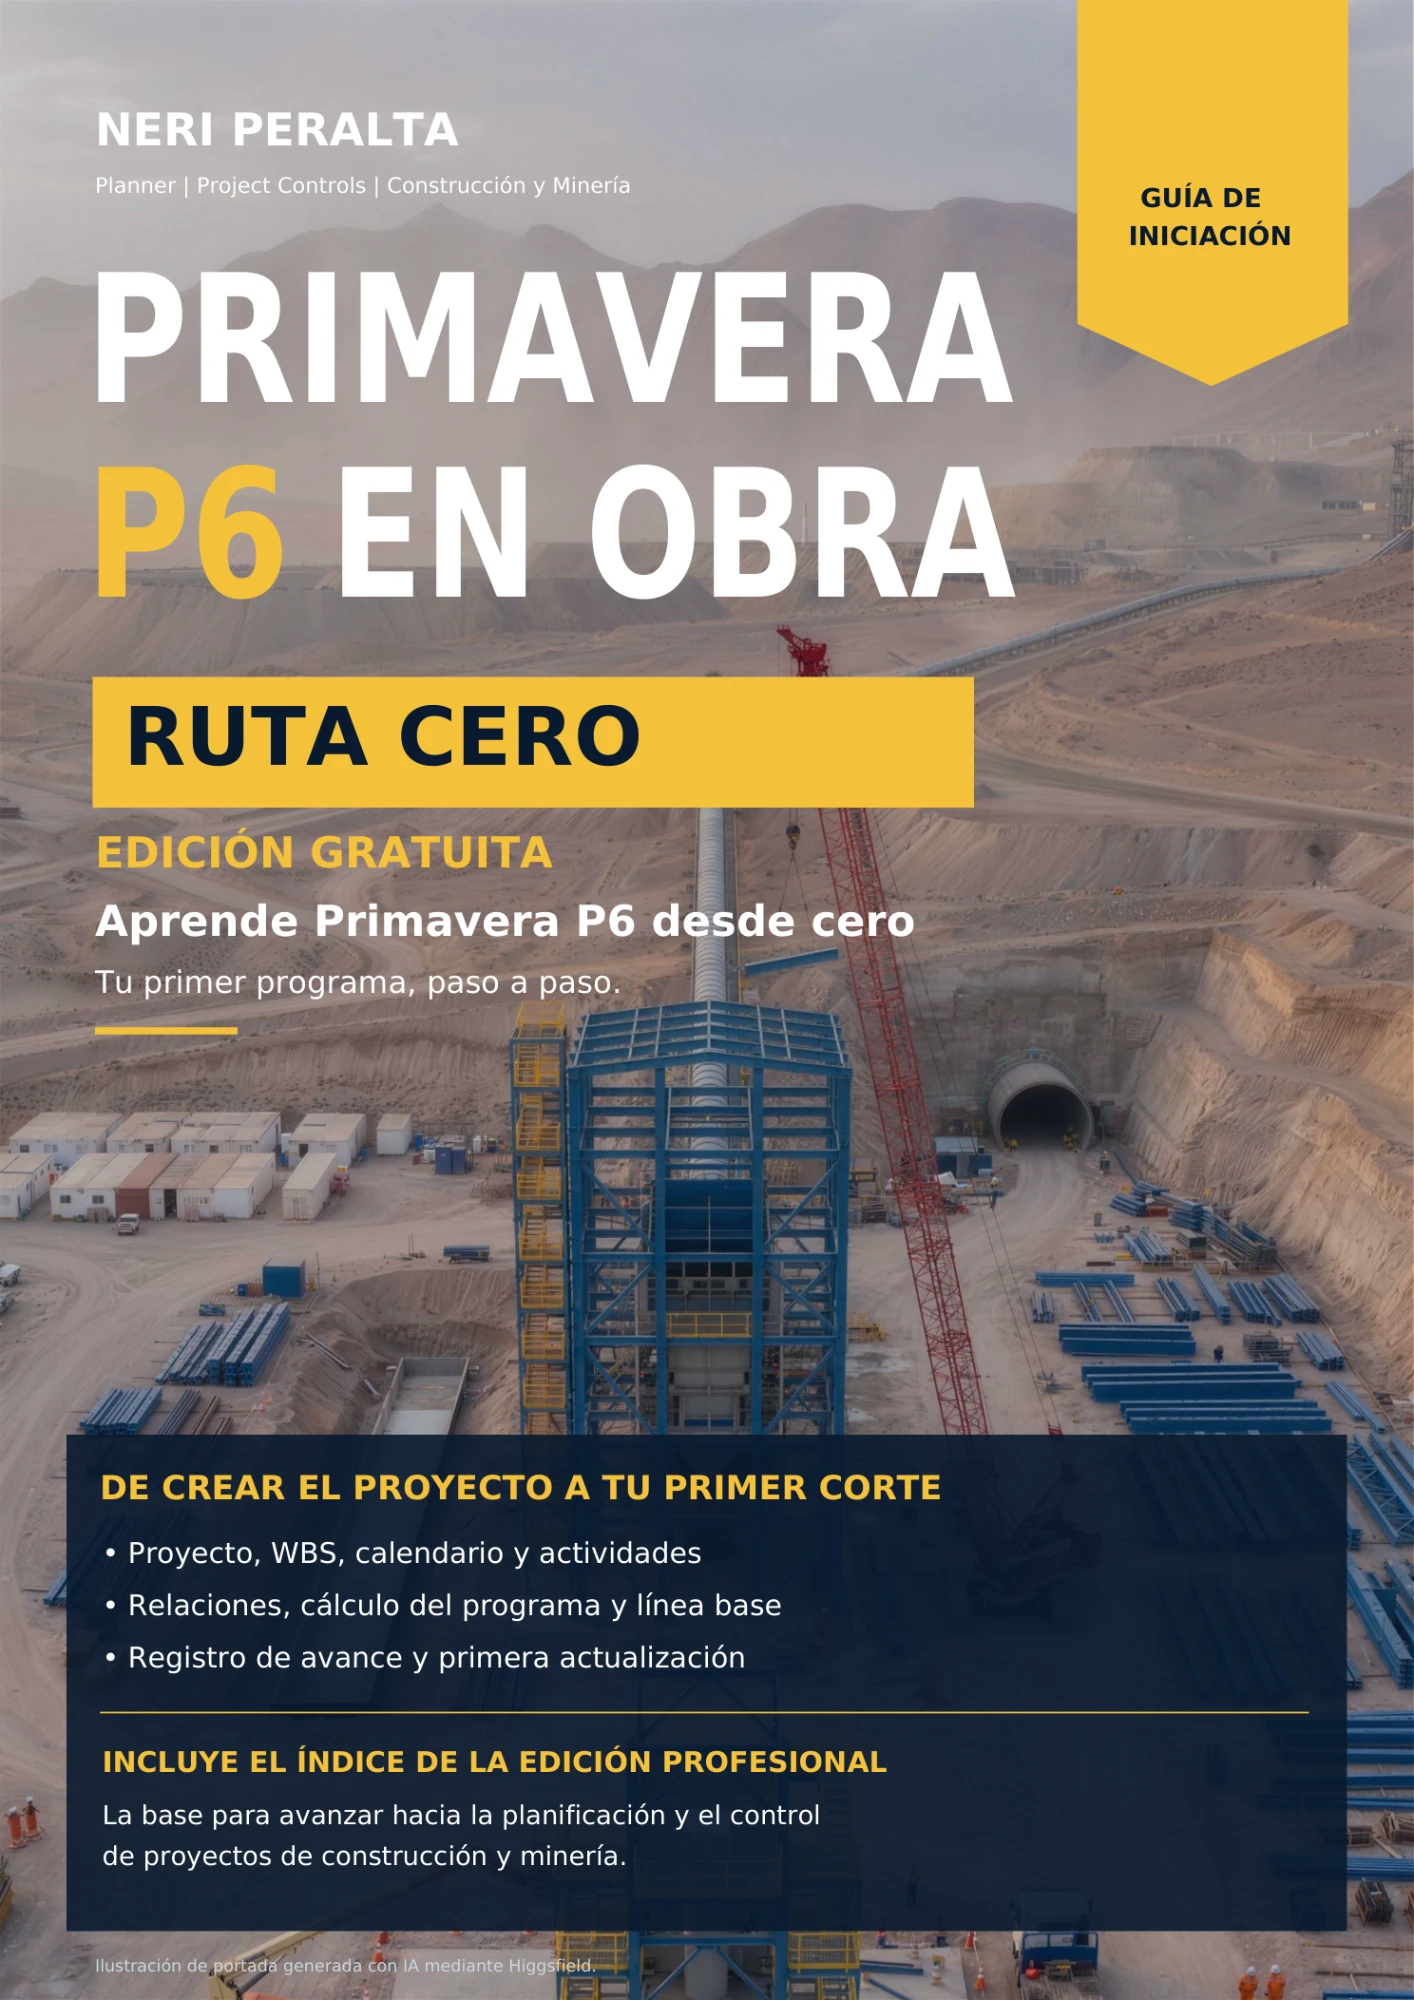 NERI PERALTA
Planner | Project Controls | Construcción y Minería
GUÍA DE
INICIACIÓN
PRIMAVERA
P6 EN OBRA
RUTA CERO
EDICIÓN GRATUITA
Aprende Primavera P6 desde cero
Tu primer programa, paso a paso.
DE CREAR EL PROYECTO A TU PRIMER CORTE
• Proyecto, WBS, calendario y actividades
• Relaciones, cálculo del programa y línea base
• Registro de avance y primera actualización
INCLUYE EL ÍNDICE DE LA EDICIÓN PROFESIONAL
La base para avanzar hacia la planificación y el control
de proyectos de construcción y minería.
Ilustración de portada generada con IA mediante Higgsfield.